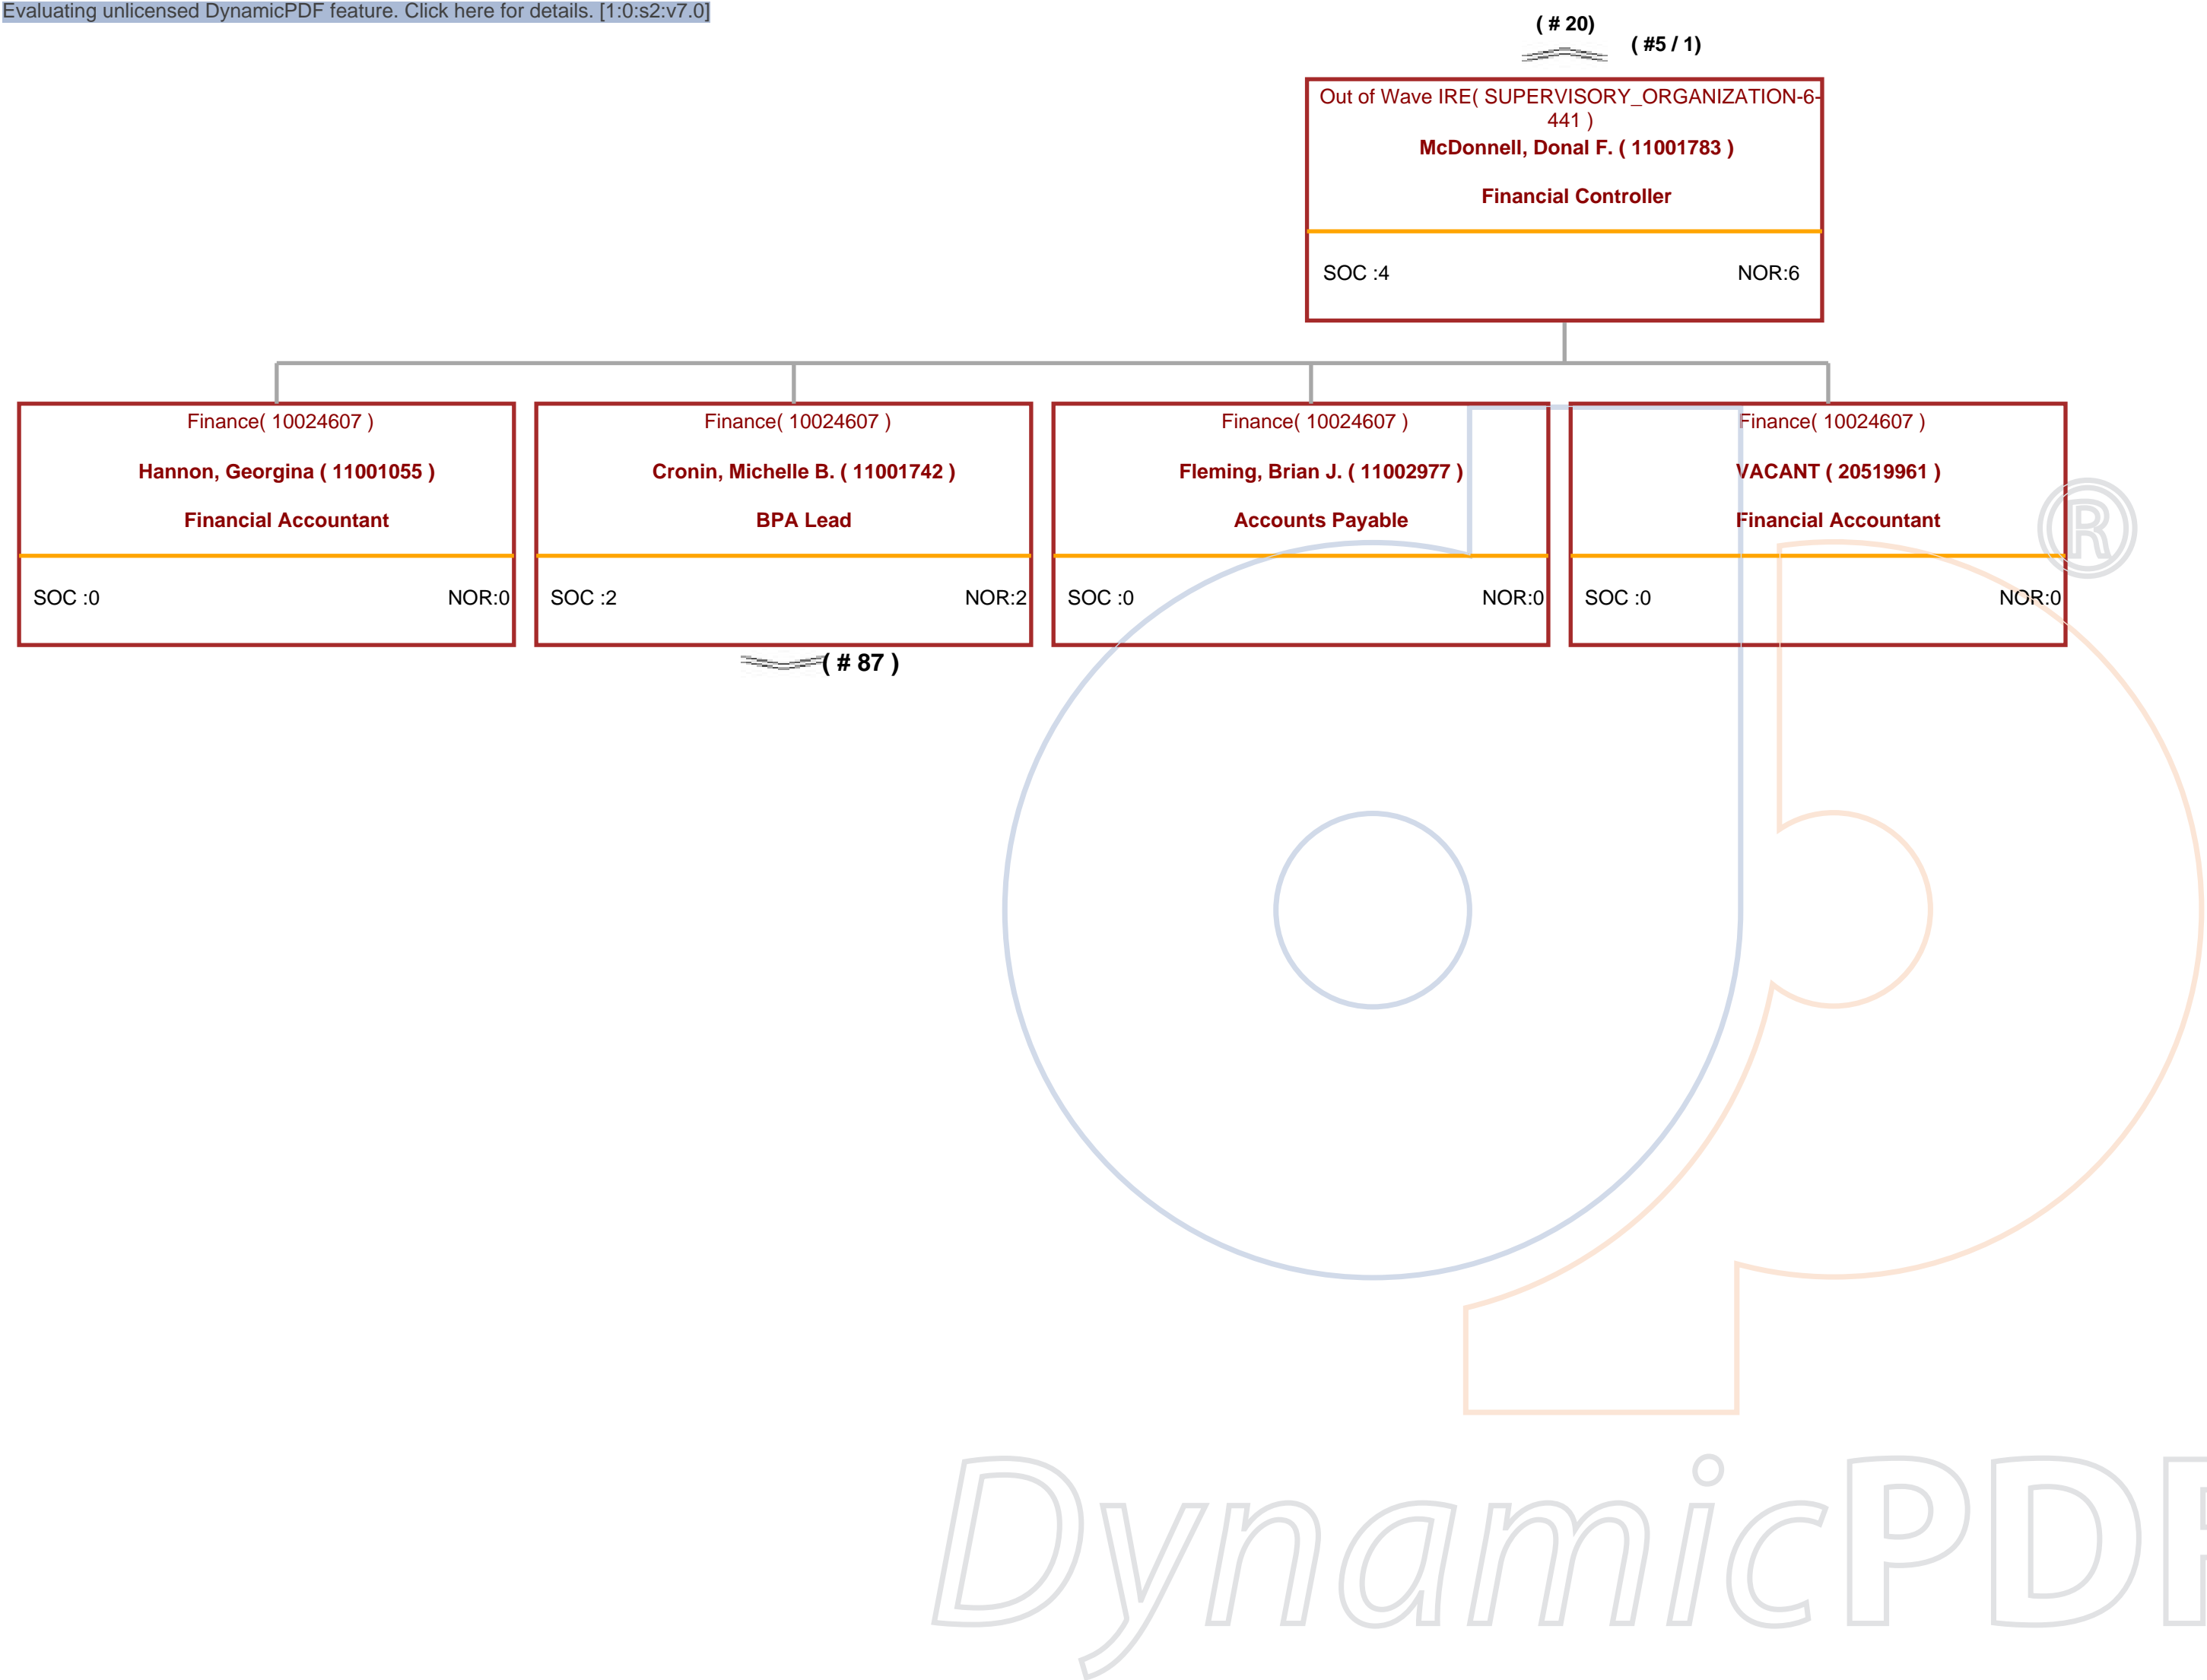 Evaluating unlicensed DynamicPDF feature. Click here for details. [1:0:s2:v7.0]
( # 20)
( #5 / 1)
Out of Wave IRE( SUPERVISORY_ORGANIZATION-6-
441 )
McDonnell, Donal F. ( 11001783 )
Financial Controller
SOC :4 NOR:6
Finance( 10024607 )
Hannon, Georgina ( 11001055 )
Financial Accountant
SOC :0 NOR:0
Finance( 10024607 )
Cronin, Michelle B. ( 11001742 )
BPA Lead
SOC :2 NOR:2
( # 87 )
Finance( 10024607 )
Fleming, Brian J. ( 11002977 )
Accounts Payable
SOC :0 NOR:0
Finance( 10024607 )
VACANT ( 20519961 )
Financial Accountant
SOC :0 NOR:0
®
DynamicPDF